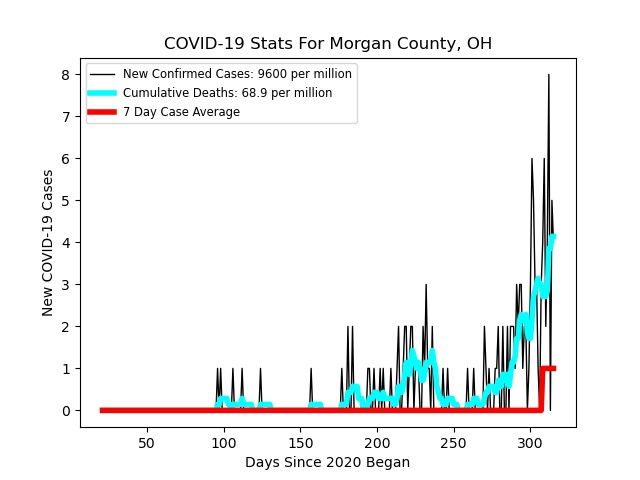 COVID-19 Stats For Morgan County, OH
New Confirmed Cases: 9600 per million
Cumulative Deaths: 68.9 per million
7 Day Case Average
New COVID-19 Cases
8
7
6
5
4
3
2
1
0
50 100 150 200 250 300
Days Since 2020 Began